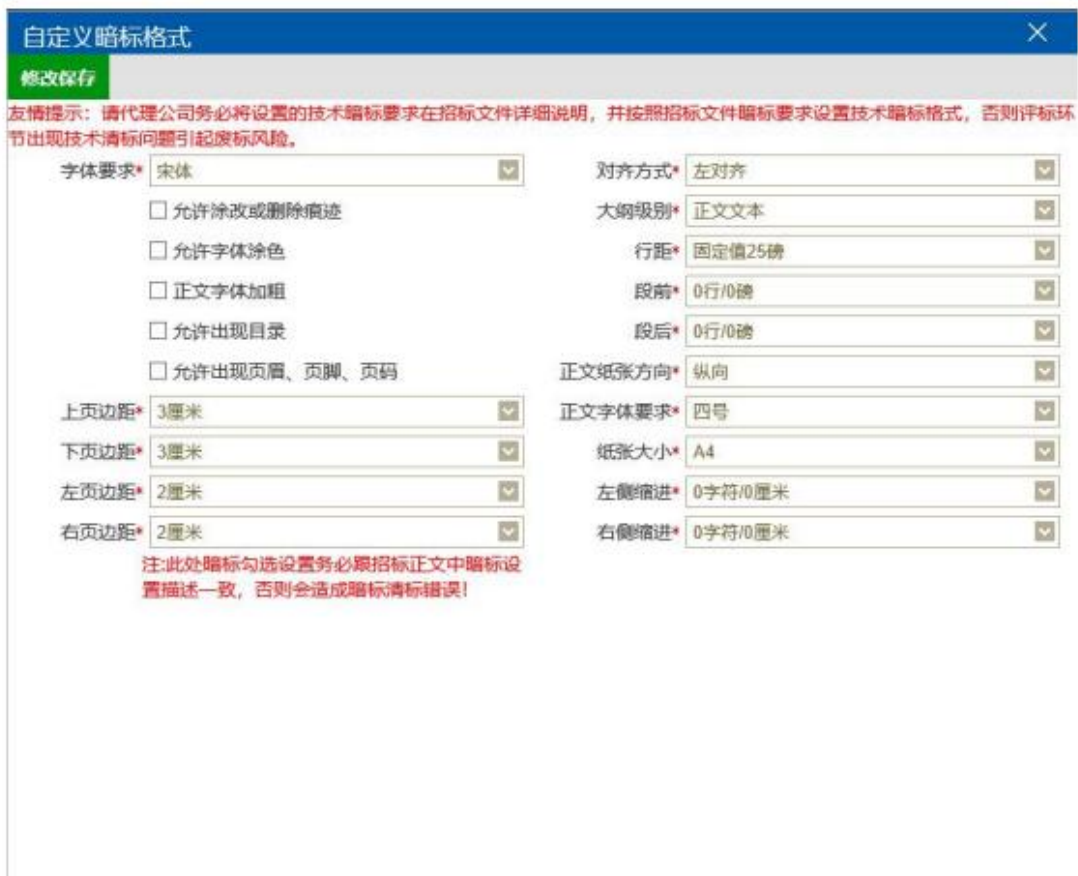 自定义暗标格式
修改保存
友情提示：请代理公司务必将设置的技术暗标要求在招标文件详细说明，并按照招标文件暗标要求设置技术暗标格式，否则评标环
节出现技术清标问题引起废标风险。
字体要求* 宋体 对齐方式* 左对齐
允许涂改或删除痕迹 大纲级别* 正文文本
允许字体涂色 行距* 固定值25磅
正文字体加粗 段前* 0行/0磅
允许出现目录 段后* 0行/0磅
允许出现页眉、页脚、页码 正文纸张方向* 纵向
上页边距* 3厘米 正文字体要求* 四号
下页边距* 3厘米 纸张大小* A4
左页边距* 2厘米 左侧缩进* 0字符/0厘米
右页边距* 2厘米 右侧缩进* 0字符/0厘米
注:此处暗标勾选设置务必跟招标正文中暗标设
置描述一致，否则会造成暗标清标错误!